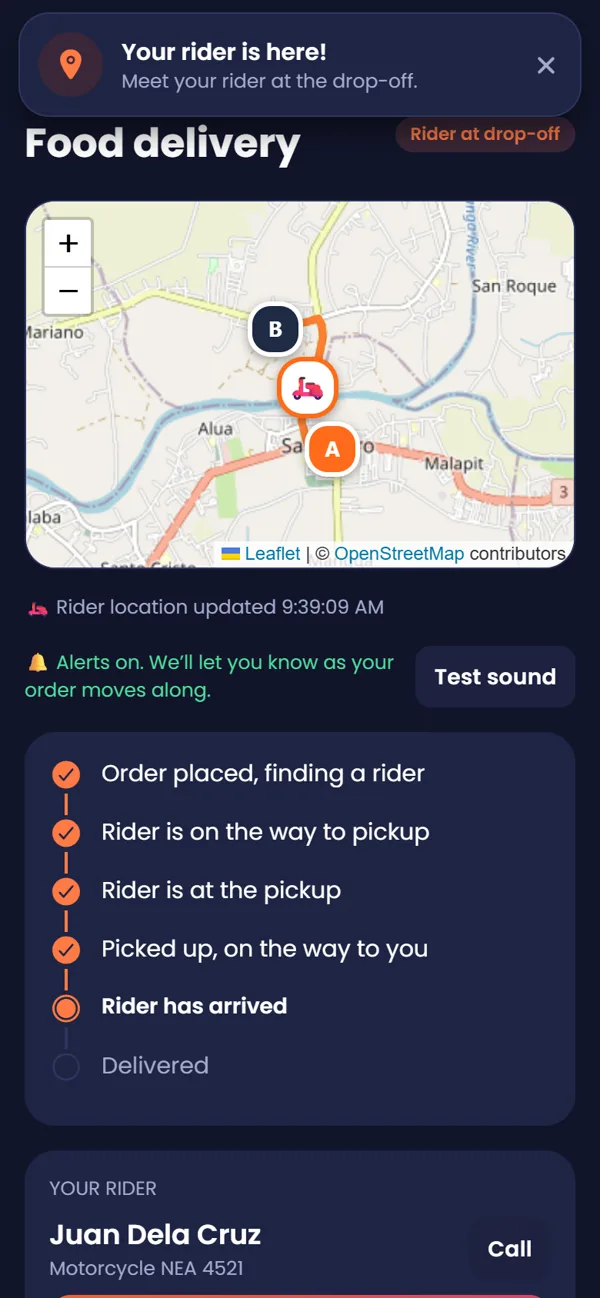 Your rider is here!
Meet your rider at the drop-off.
Food delivery
Rider at drop-off
+
−
San Roque
Mariano
B
Alua
A
Malapit
3
laba
Leaflet | © OpenStreetMap contributors
Rider location updated 9:39:09 AM
🔔 Alerts on. We’ll let you know as your
order moves along.
Test sound
Order placed, finding a rider
Rider is on the way to pickup
Rider is at the pickup
Picked up, on the way to you
Rider has arrived
Delivered
YOUR RIDER
Juan Dela Cruz
Call
Motorcycle NEA 4521